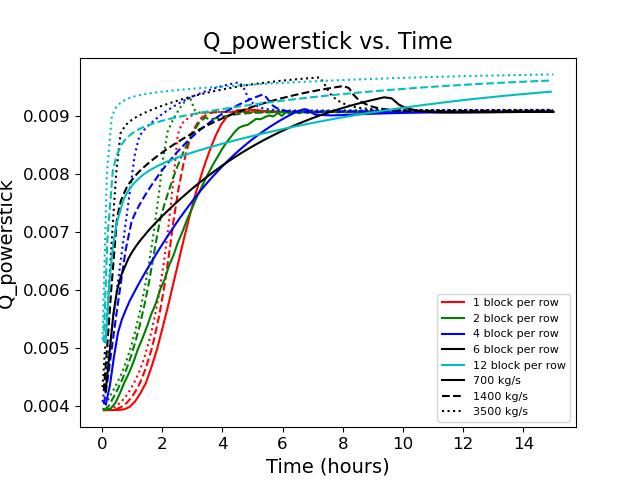 Q_powerstick vs. Time
Q_powerstick
0.009
0.008
0.007
0.006
0.005
0.004
1 block per row
2 block per row
4 block per row
6 block per row
12 block per row
700 kg/s
1400 kg/s
3500 kg/s
0 2 4 6 8 10 12 14
Time (hours)